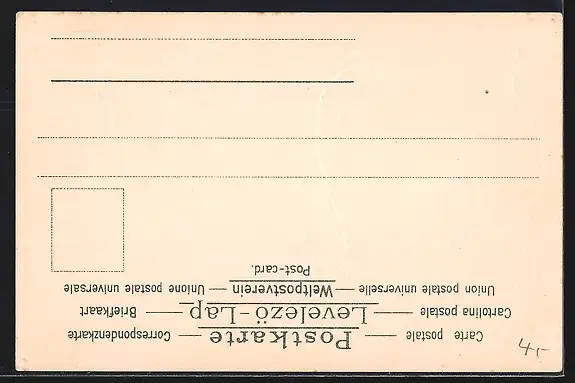 Carte postale — Postkarte — Correspondenzkarte
Cartolina postale — Levelező-Lap — Briefkaart
Union postale universelle — Weltpostverein — Unione postale universale
Post-card.
4,-